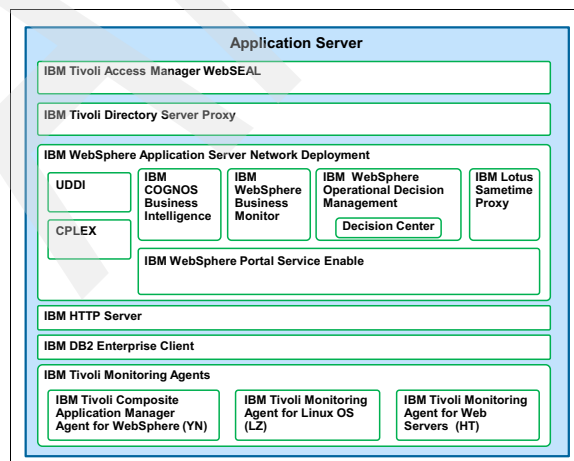 Application Server
IBM Tivoli Access Manager WebSEAL
IBM Tivoli Directory Server Proxy
IBM WebSphere Application Server Network Deployment
UDDI
CPLEX
IBM
COGNOS
Business
Intelligence
IBM
WebSphere
Business
Monitor
IBM WebSphere
Operational Decision
Management
Decision Center
IBM Lotus
Sametime
Proxy
IBM WebSphere Portal Service Enable
IBM HTTP Server
IBM DB2 Enterprise Client
IBM Tivoli Monitoring Agents
IBM Tivoli Composite
Application Manager
Agent for WebSphere (YN)
IBM Tivoli Monitoring
Agent for Linux OS
(LZ)
IBM Tivoli Monitoring
Agent for Web
Servers (HT)